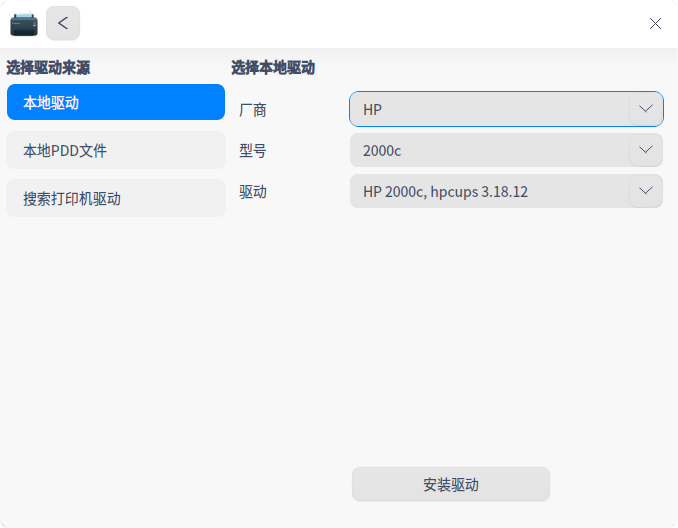 选择驱动来源
本地驱动
本地PDD文件
搜索打印机驱动
选择本地驱动
厂商 HP
型号 2000c
驱动 HP 2000c, hpcups 3.18.12
安装驱动